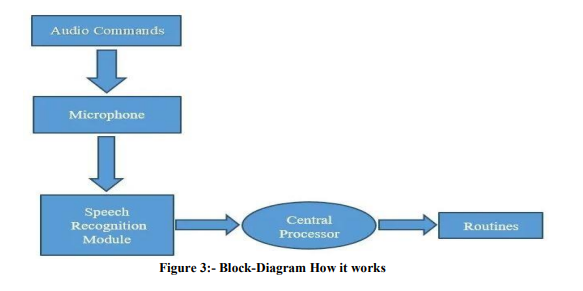 Audio Commands
Microphone
Speech
Recognition
Module
Central
Processor
Routines
Figure 3:- Block-Diagram How it works